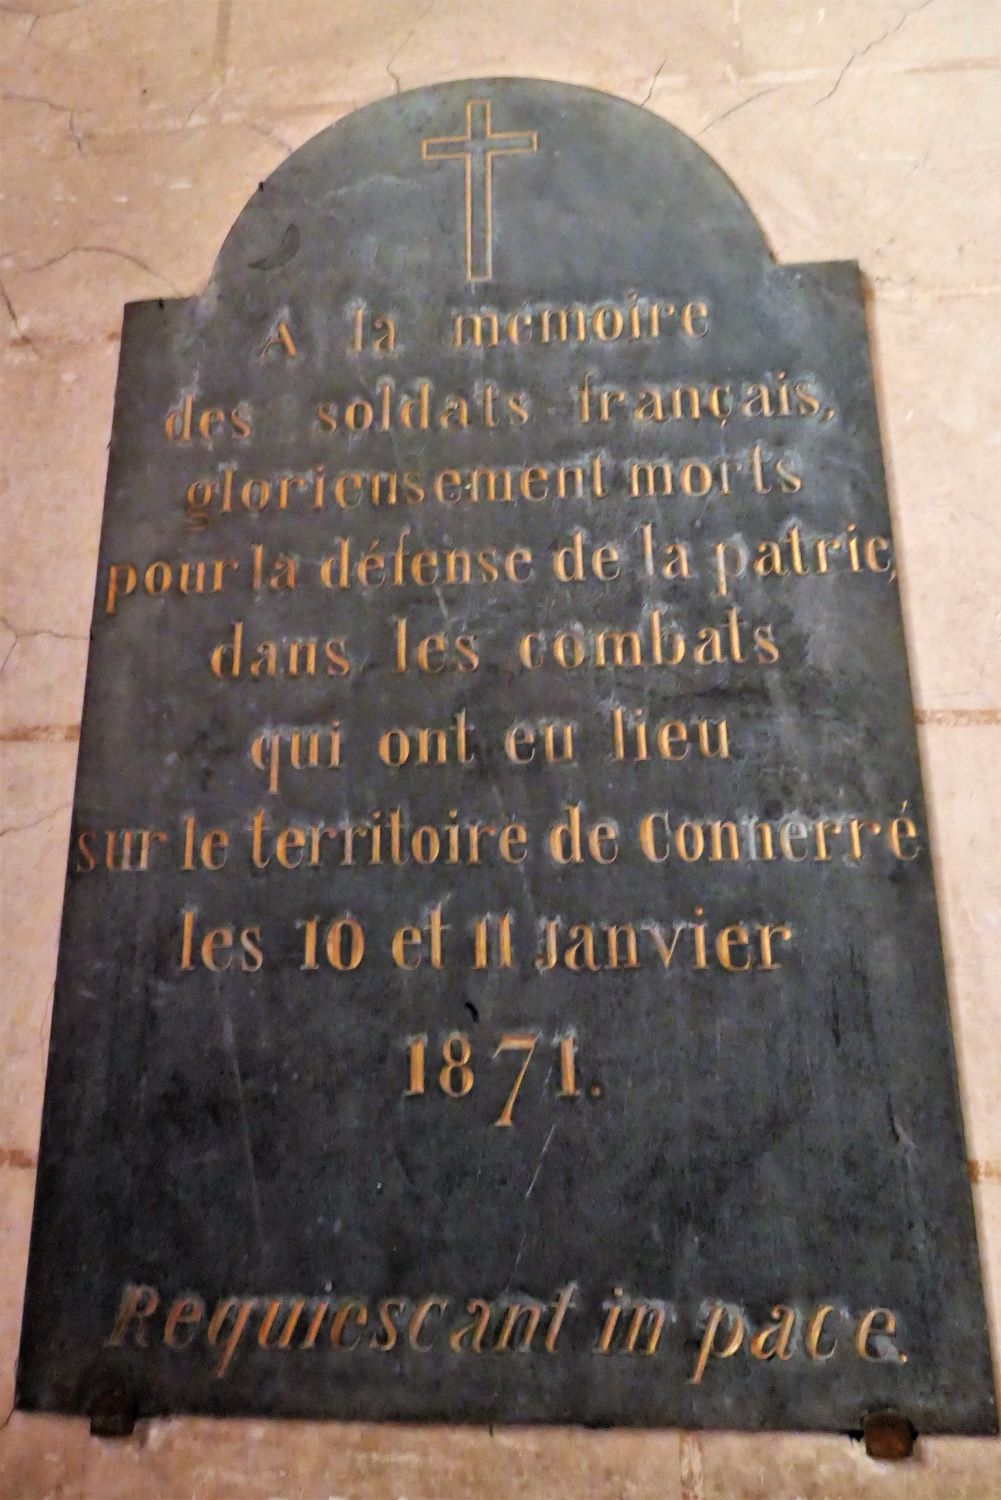 A la memoire
des soldats français,
glorieusement morts
pour la défense de la patrie,
dans les combats
qui ont eu lieu
sur le territoire de Connerré
les 10 et 11 Janvier
1871.
Requiescant in pace.